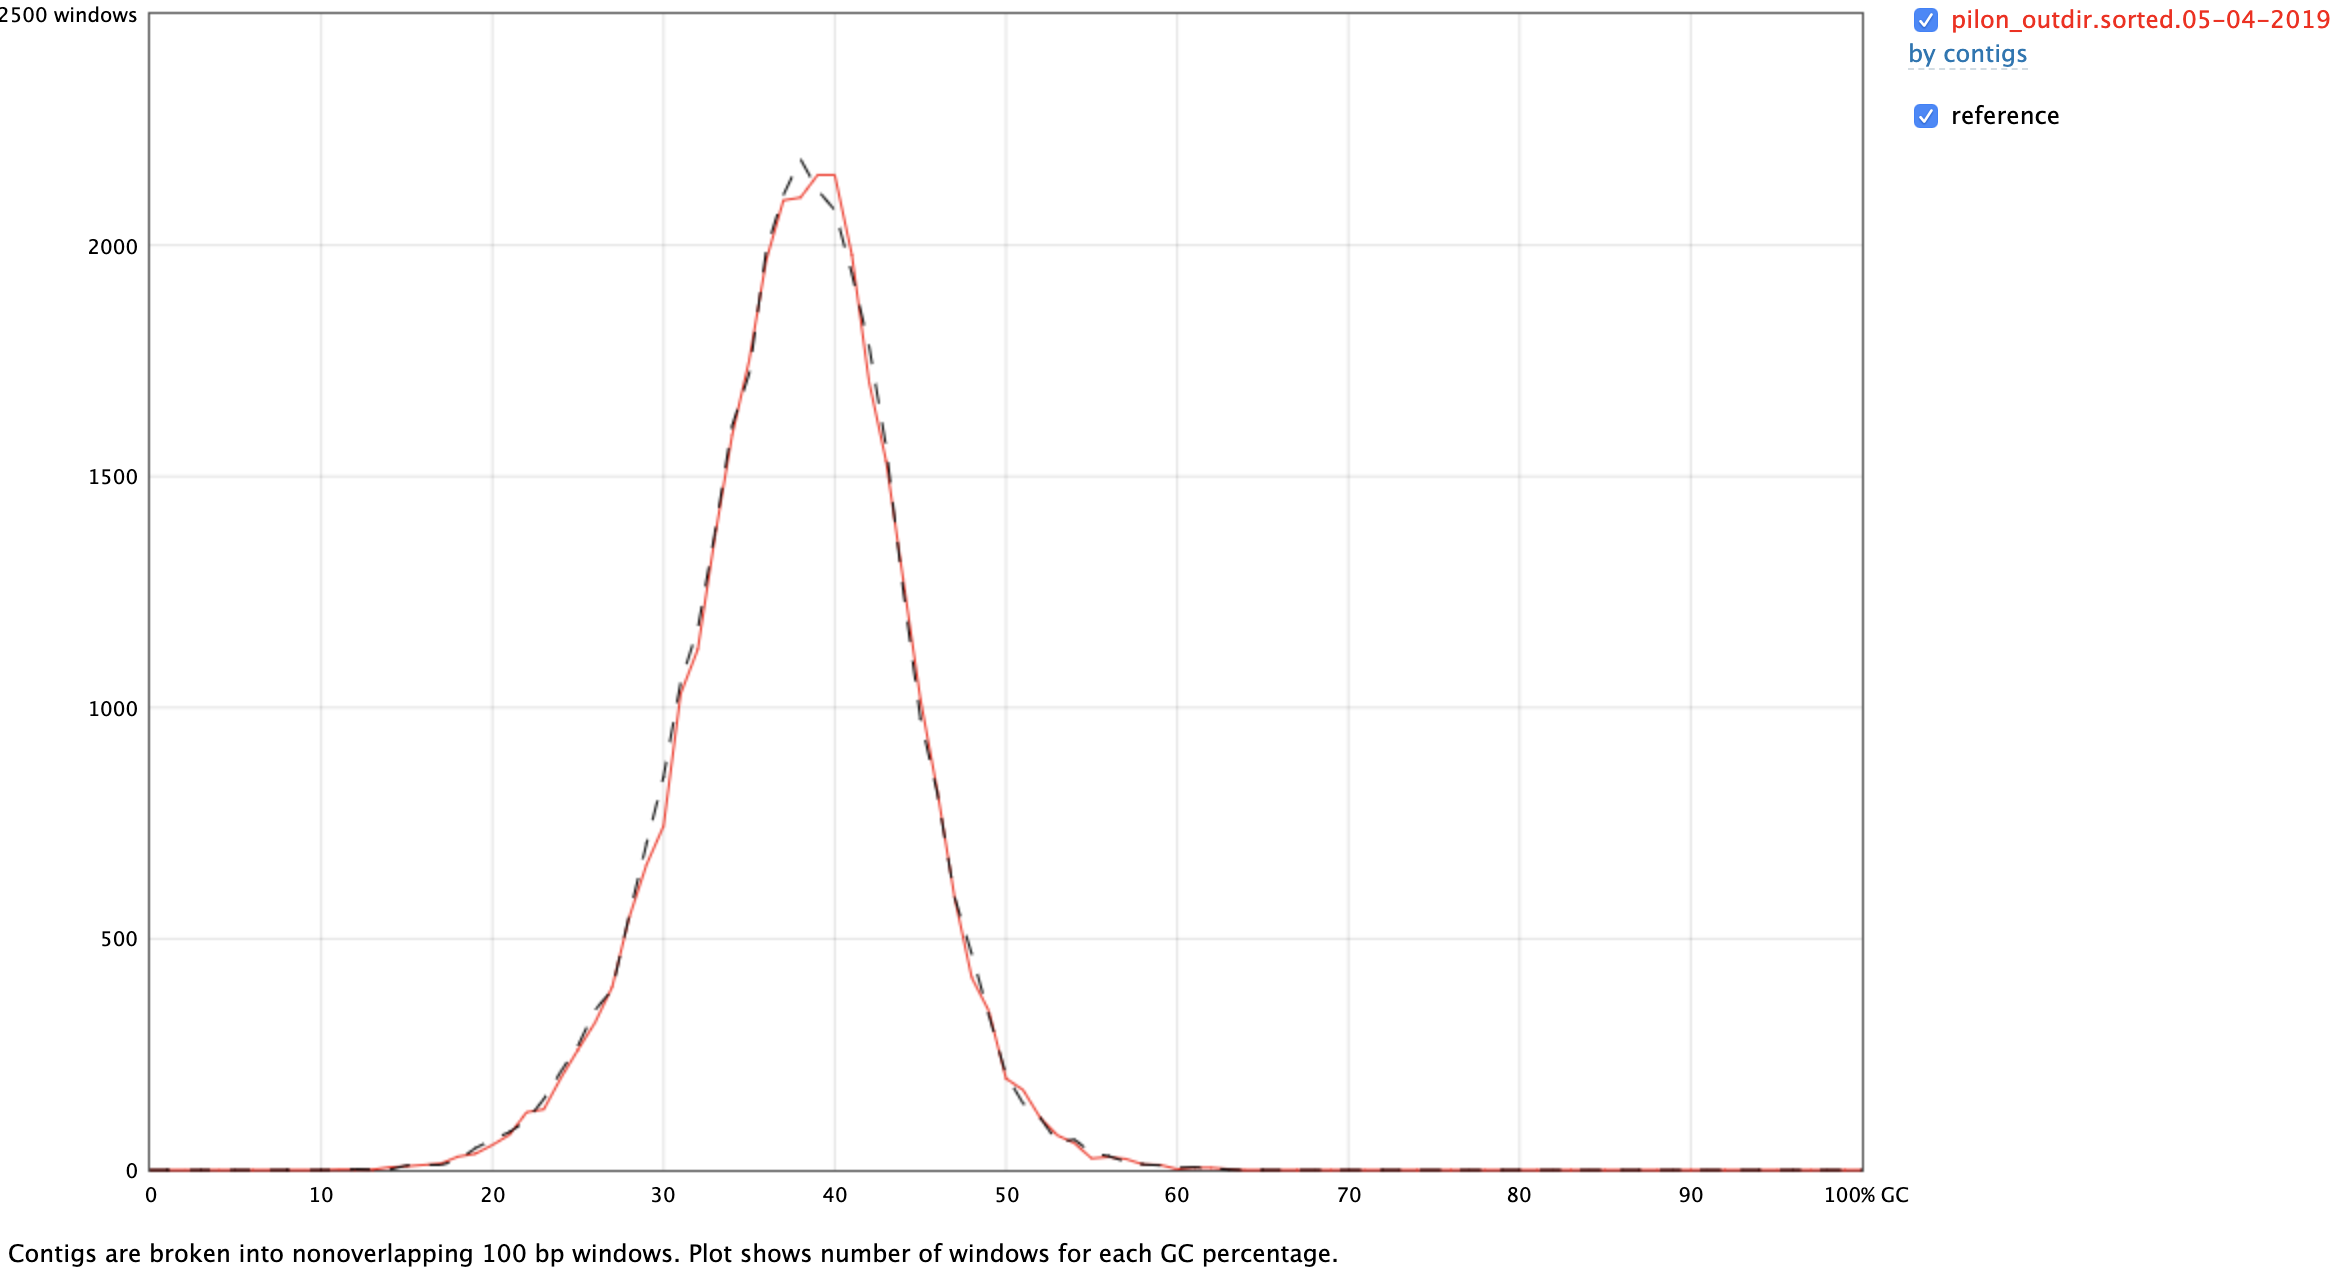 2500 windows
2000
1500
1000
500
0
0 10 20 30 40 50 60 70 80 90 100% GC
pilon_outdir.sorted.05-04-2019
by contigs
reference
Contigs are broken into nonoverlapping 100 bp windows. Plot shows number of windows for each GC percentage.